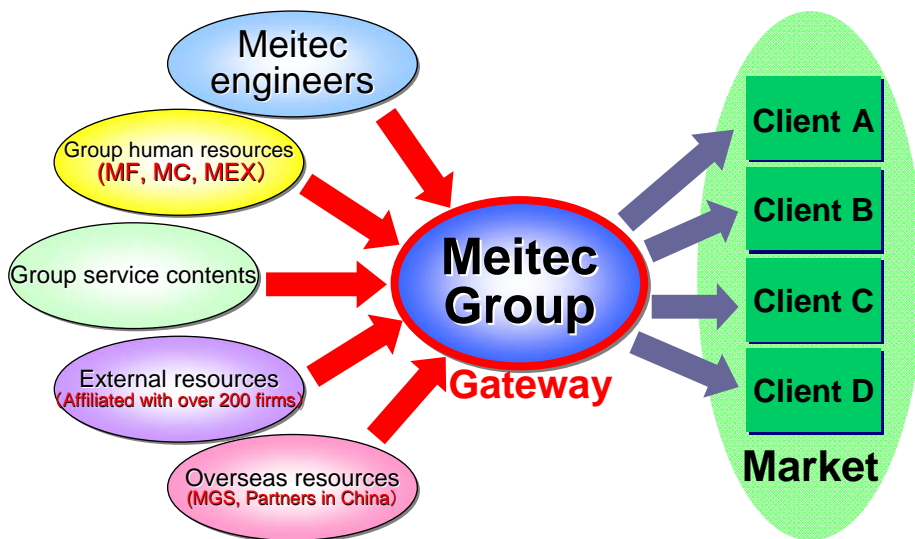 Meitec
engineers
Group human resources
(MF, MC, MEX）
Group service contents
External resources
（Affiliated with over 200 firms）
Overseas resources
(MGS, Partners in China）
Meitec
Group
Gateway
Client A
Client B
Client C
Client D
Market